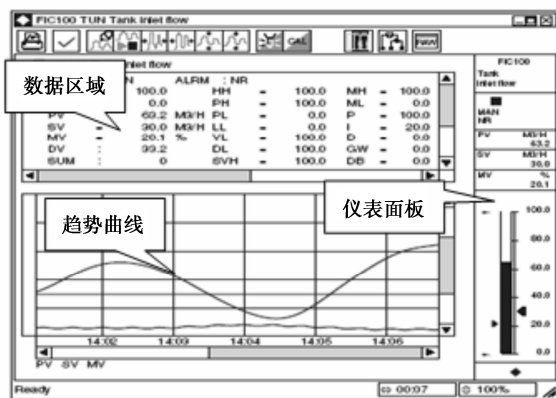 FIC100 TUN Tank Inlet flow
CAL
NAW
nlet flow
N ALRM : NR
100.0 HH = 100.0 MH = 100.0
0.0 PH = 100.0 ML = 0.0
PV = 63.2 M3/H PL = 0.0 P = 100.0
SV = 30.0 M3/H LL = 0.0 I = 20.0
MV = 20.1 % VL = 100.0 D = 0.0
DV : 33.2 DL = 100.0 GW = 0.0
SUM : 0 SVH = 100.0 DB = 0.0
数据区域
趋势曲线
仪表面板
14:02 14:03 14:04 14:05 14:06
PV SV MV
FIC100
Tank
Inlet flow
MAN
NR
PV M3/H
63.2
SV M3/H
30.0
MV %
20.1
100.0
80.0
60.0
40.0
20.0
0.0
Ready
00:07
100%